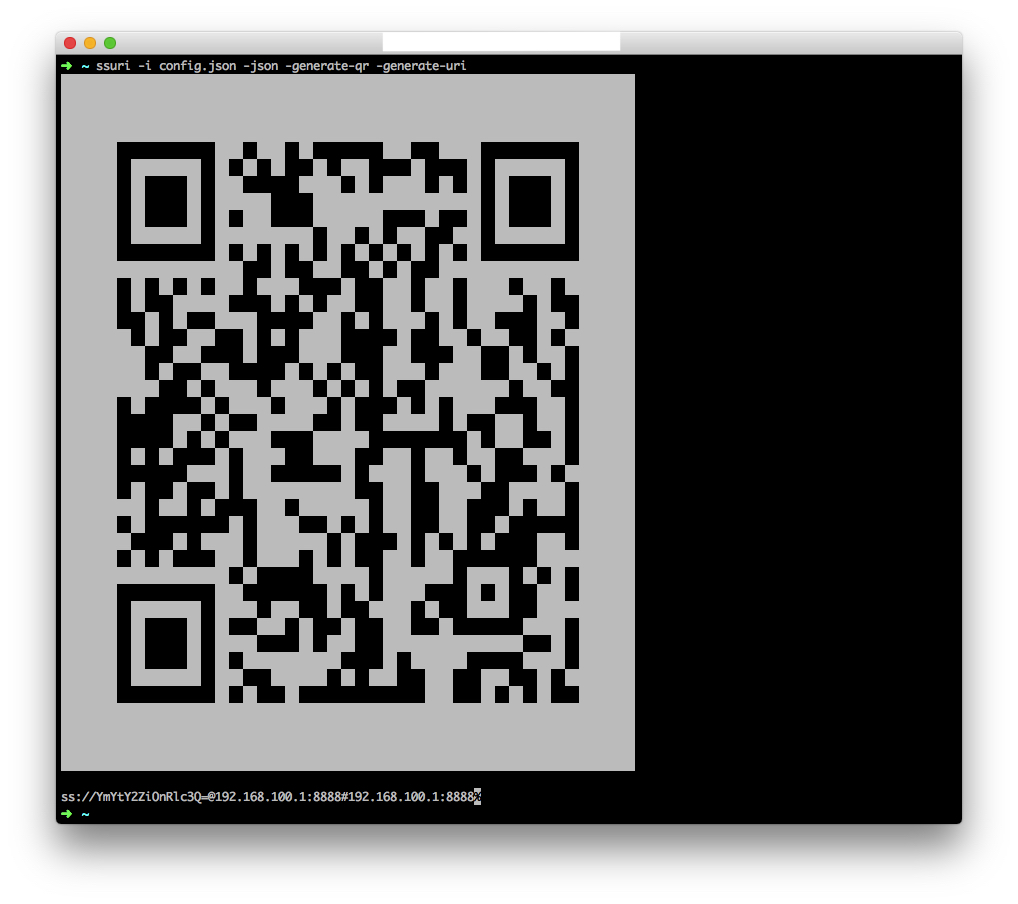 ➜ ~ ssuri -i config.json -json -generate-qr -generate-uri
ss://YmYtY2ZiOnRlc3Q=@192.168.100.1:8888#192.168.100.1:8888%
➜ ~